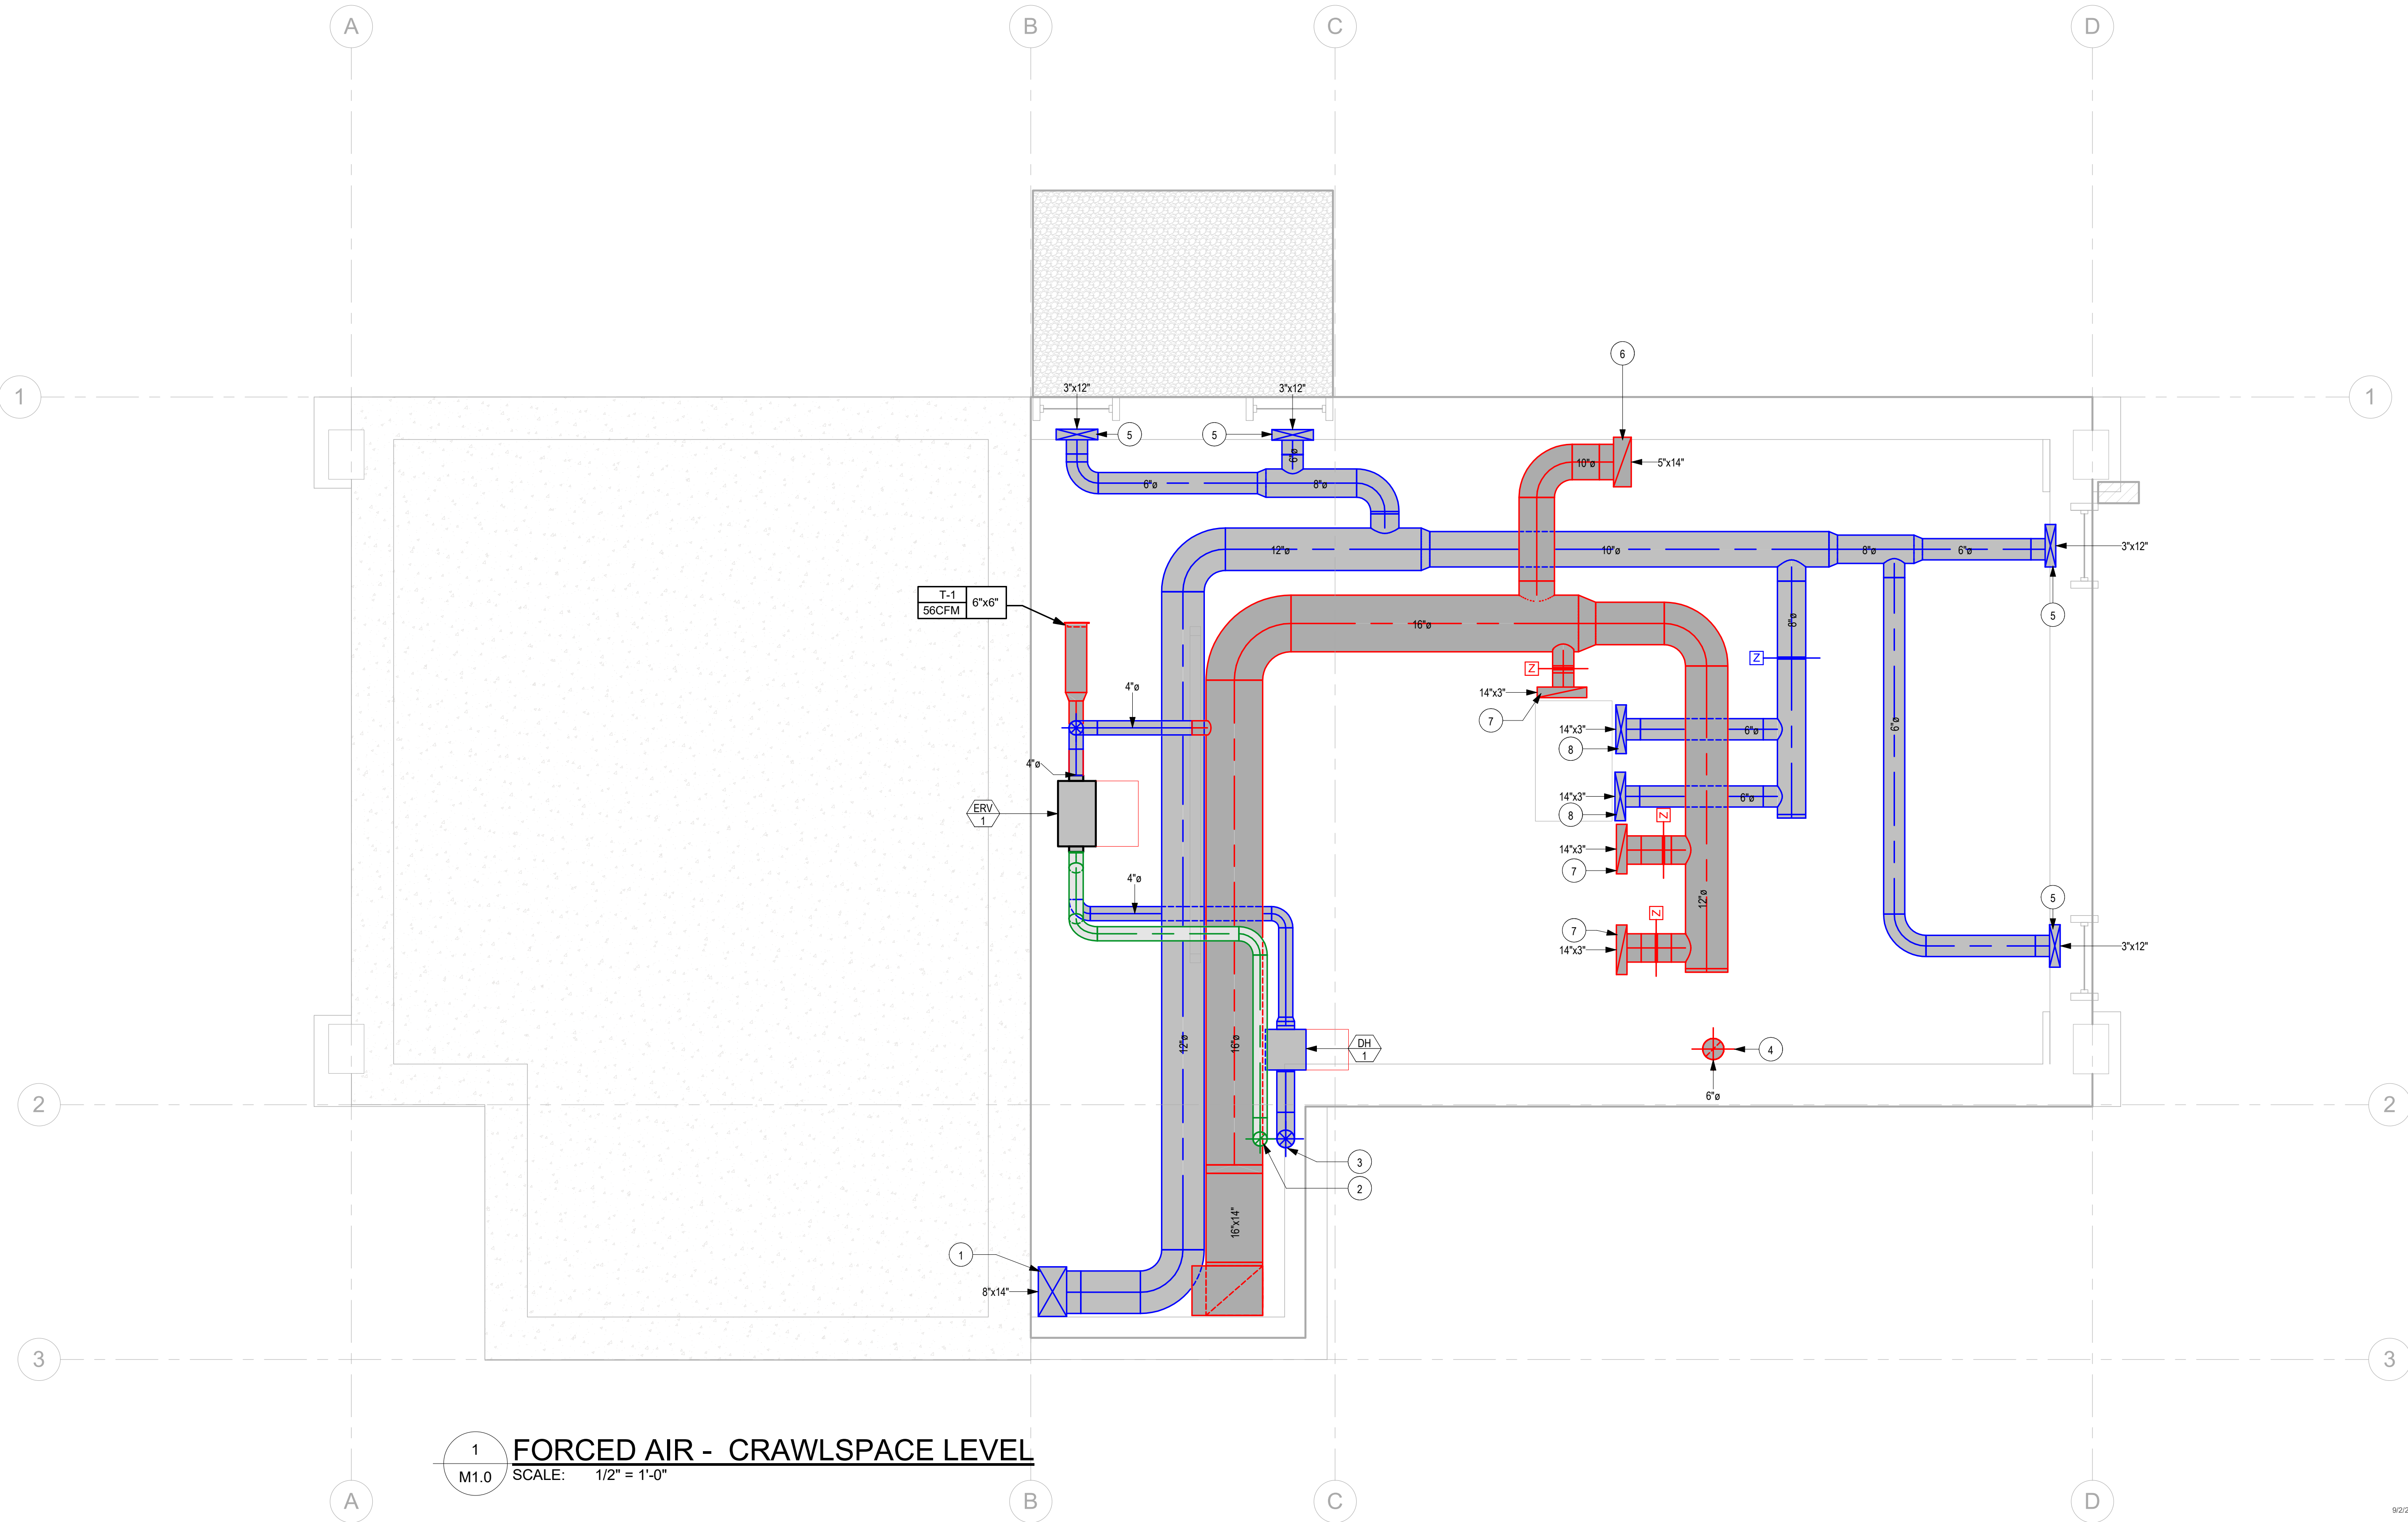 A
B
C
D
6
1
3"x12"
3"x12"
1
5
5
6"ø
10"ø
5"x14"
6"ø
8"ø
12"ø
10"ø
8"ø
6"ø
3"x12"
T-1
56CFM
6"x6"
5
16"ø
8"ø
Z
Z
4"ø
14"x3"
7
14"x3"
6"ø
6"ø
8
4"ø
14"x3"
6"ø
ERV
1
8
Z
14"x3"
7
4"ø
12"ø
5
Z
7
14"x3"
3"x12"
12"ø
16"ø
DH
1
4
6"ø
2
2
3
2
16"x14"
1
8"x14"
3
3
1
M1.0
FORCED AIR - CRAWLSPACE LEVEL
SCALE: 1/2" = 1'-0"
A
B
C
D